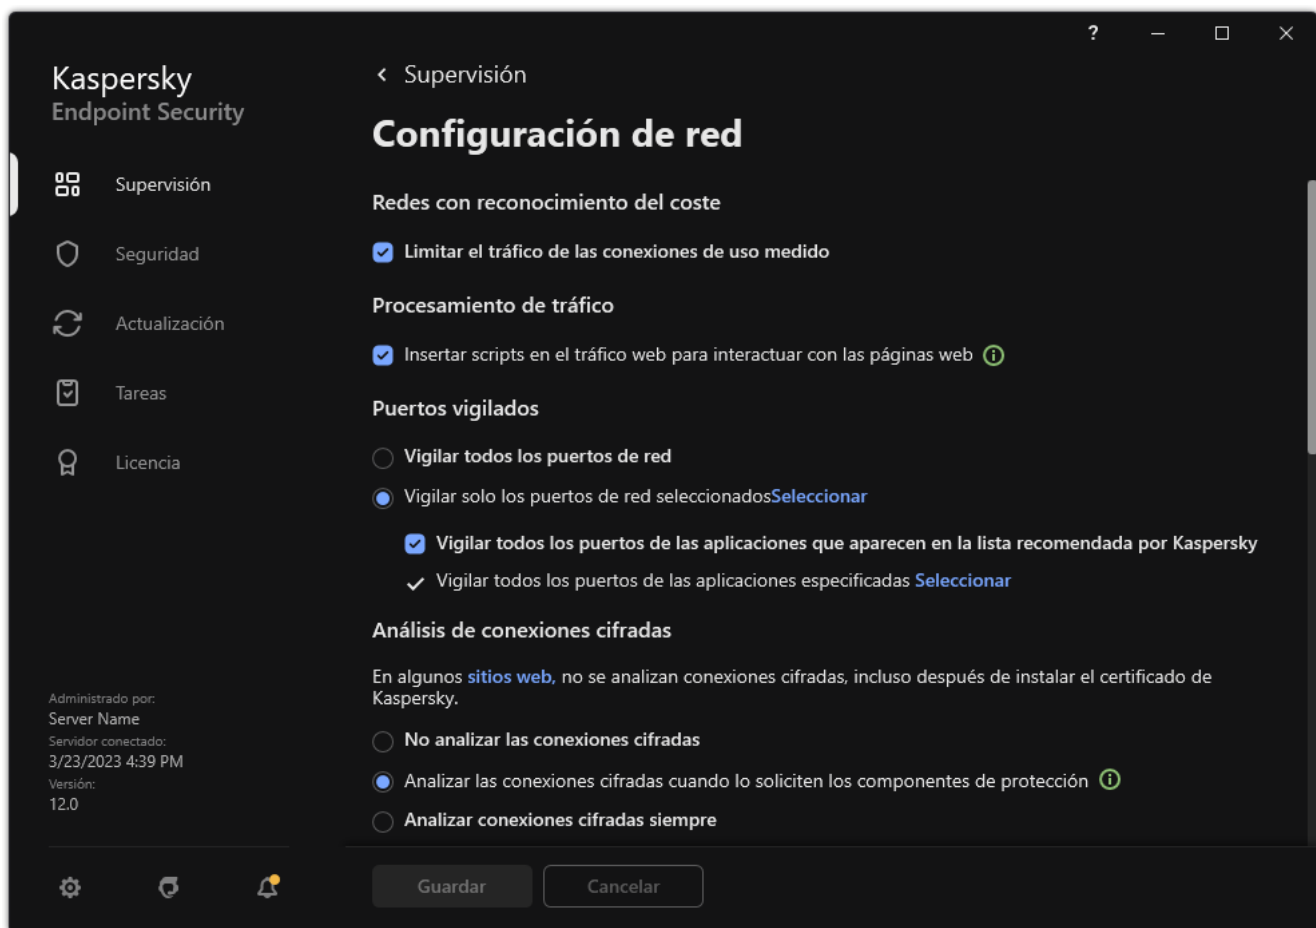 ?
Kaspersky
Endpoint Security
Supervisión
Seguridad
Actualización
Tareas
Licencia
Administrado por:
Server Name
Servidor conectado:
3/23/2023 4:39 PM
Versión:
12.0
Supervisión
Configuración de red
Redes con reconocimiento del coste
Limitar el tráfico de las conexiones de uso medido
Procesamiento de tráfico
Insertar scripts en el tráfico web para interactuar con las páginas web
Puertos vigilados
Vigilar todos los puertos de red
Vigilar solo los puertos de red seleccionadosSeleccionar
Vigilar todos los puertos de las aplicaciones que aparecen en la lista recomendada por Kaspersky
Vigilar todos los puertos de las aplicaciones especificadas Seleccionar
Análisis de conexiones cifradas
En algunos sitios web, no se analizan conexiones cifradas, incluso después de instalar el certificado de
Kaspersky.
No analizar las conexiones cifradas
Analizar las conexiones cifradas cuando lo soliciten los componentes de protección
Analizar conexiones cifradas siempre
Guardar
Cancelar